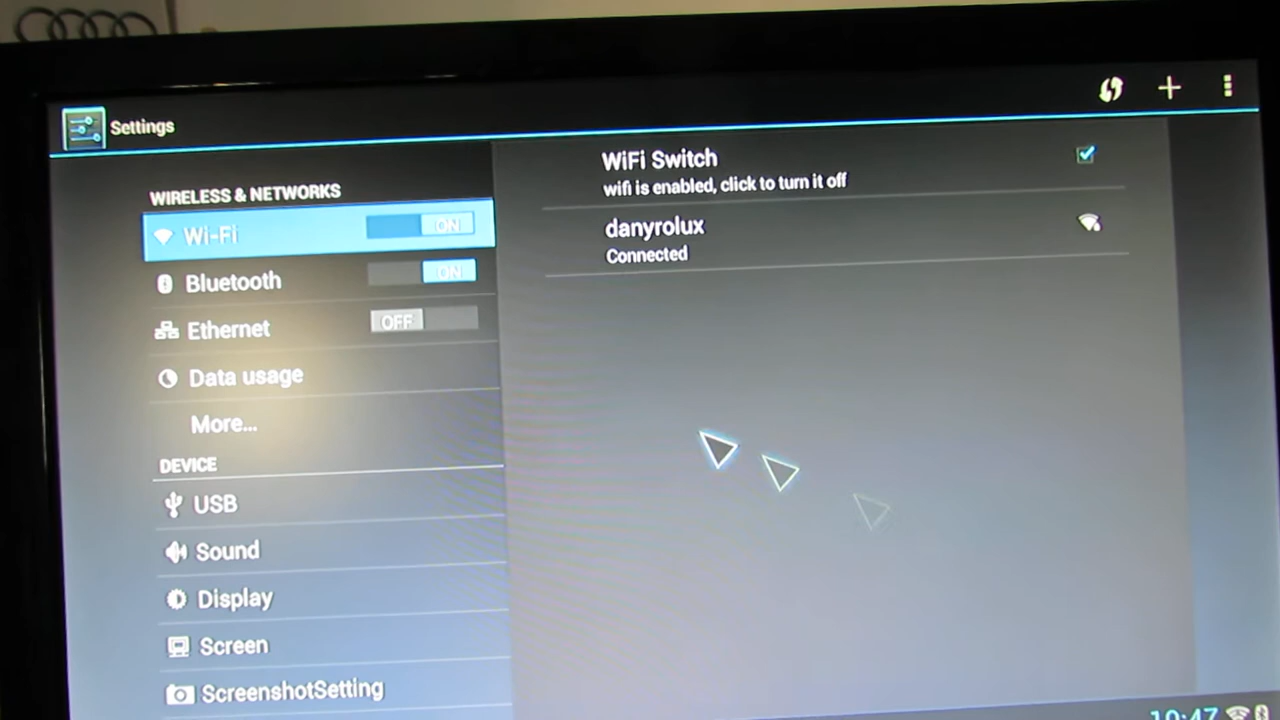 Settings
WIRELESS & NETWORKS
Wi-Fi ON
Bluetooth ON
Ethernet OFF
Data usage
More...
DEVICE
USB
Sound
Display
Screen
ScreenshotSetting
WiFi Switch
wifi is enabled, click to turn it off
danyrolux
Connected
10:47